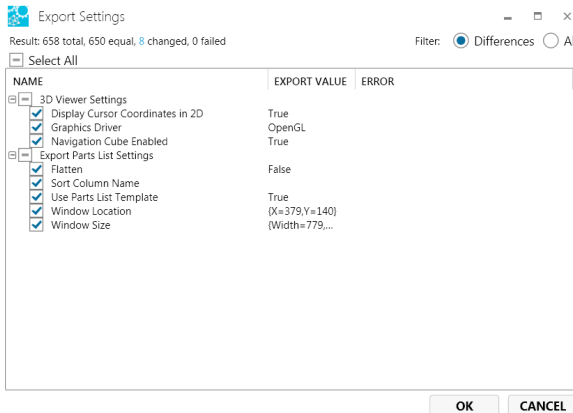 Export Settings
Result: 658 total, 650 equal, 8 changed, 0 failed
Filter: Differences
Select All
NAME EXPORT VALUE ERROR
3D Viewer Settings
Display Cursor Coordinates in 2D True
Graphics Driver OpenGL
Navigation Cube Enabled True
Export Parts List Settings
Flatten False
Sort Column Name
Use Parts List Template True
Window Location {X=379,Y=140}
Window Size {Width=779,...
OK CANCEL